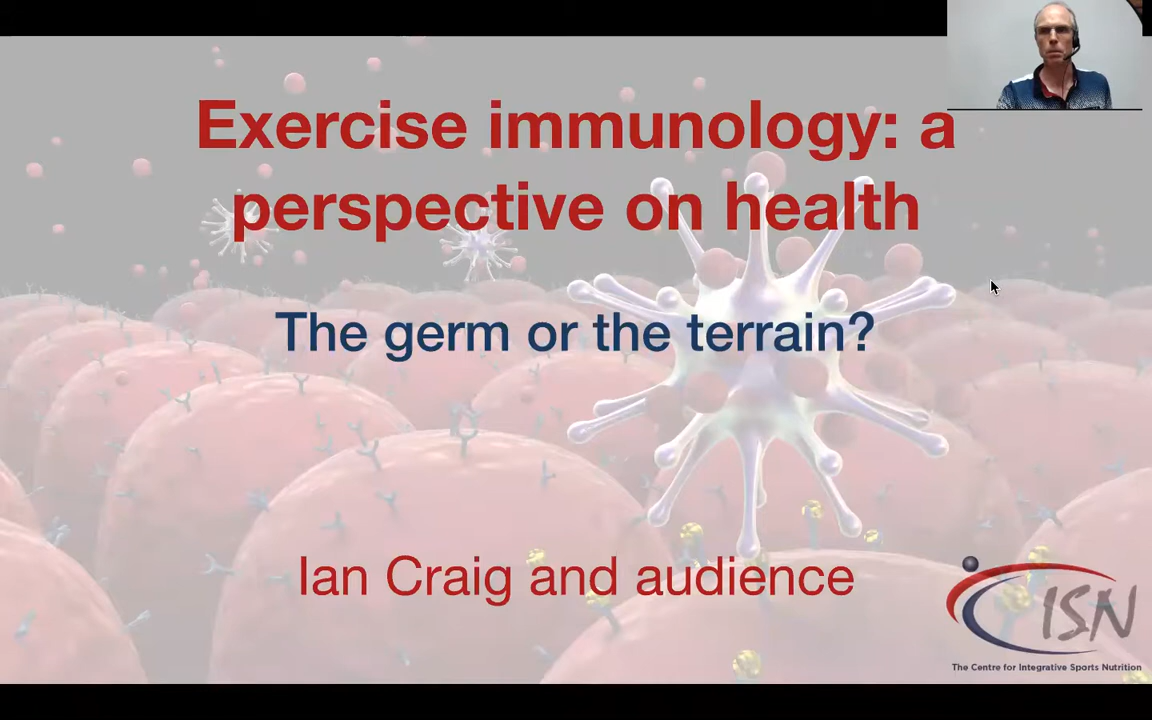 Exercise immunology: a
perspective on health
The germ or the terrain?
Ian Craig and audience
ISN
The Centre for Integrative Sports Nutrition